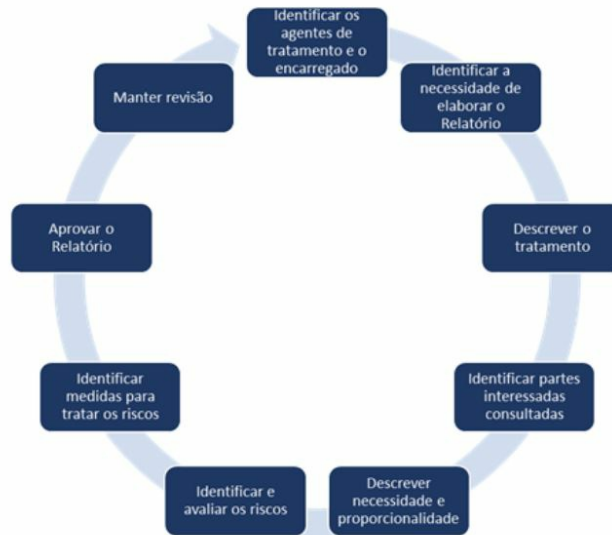 Identificar os
agentes de
tratamento e o
encarregado
Identificar a
necessidade de
elaborar o
Relatório
Descrever o
tratamento
Identificar partes
interessadas
consultadas
Descrever
necessidade e
proporcionalidade
Identificar e
avaliar os riscos
Identificar
medidas para
tratar os riscos
Aprovar o
Relatório
Manter revisão